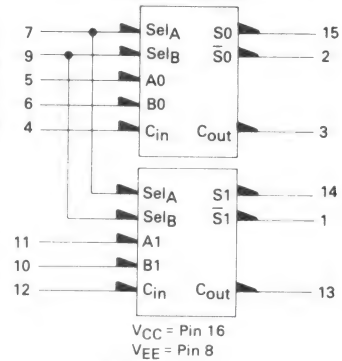 7 SelA S0 15
9 SelB S̅0 2
5 A0
6 B0
4 Cin Cout 3
SelA S1 14
SelB S̅1 1
11 A1
10 B1
12 Cin Cout 13
VCC = Pin 16
VEE = Pin 8